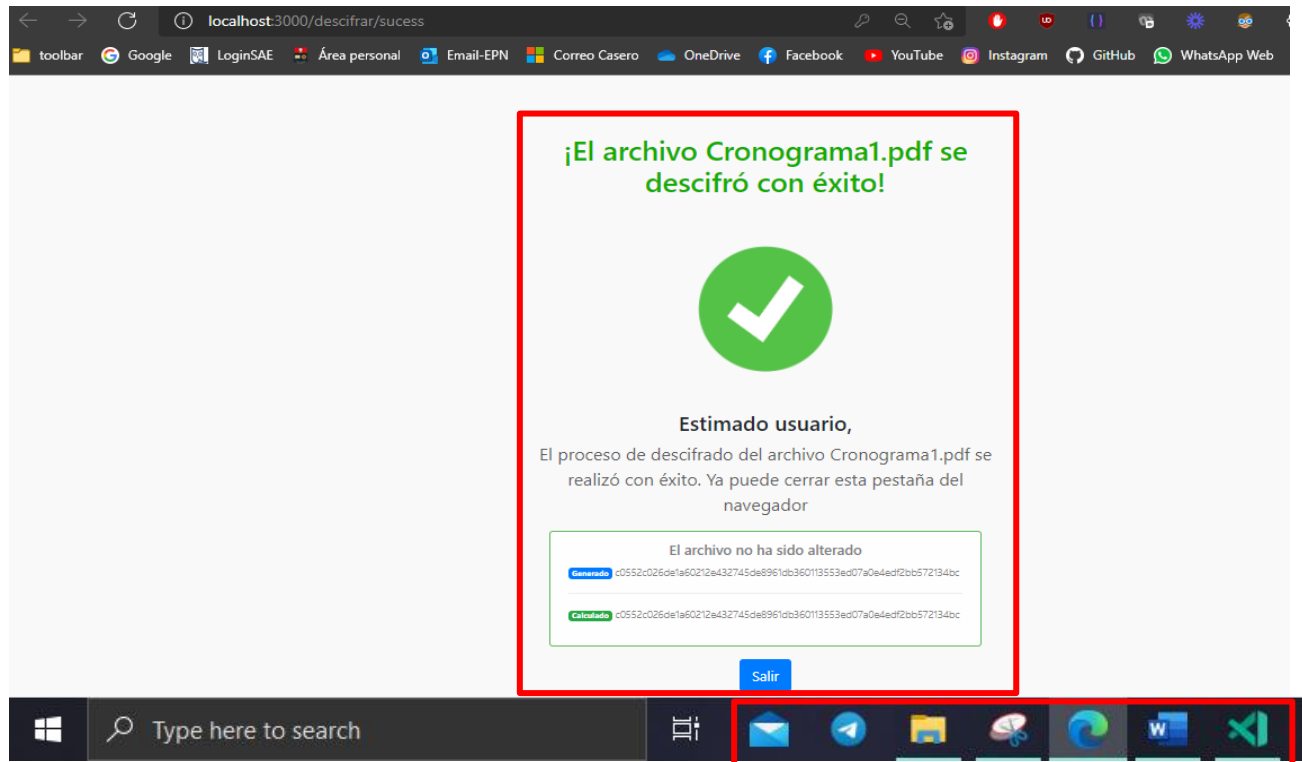 localhost:3000/descifrar/sucess
toolbar Google LoginSAE Área personal Email-EPN Correo Casero OneDrive Facebook YouTube Instagram GitHub WhatsApp Web
¡El archivo Cronograma1.pdf se
descifró con éxito!
Estimado usuario,
El proceso de descifrado del archivo Cronograma1.pdf se
realizó con éxito. Ya puede cerrar esta pestaña del
navegador
El archivo no ha sido alterado
Generado c0552c026de1a60212e432745de8961db360113553ed07a0e4edf2bb572134bc
Calculado c0552c026de1a60212e432745de8961db360113553ed07a0e4edf2bb572134bc
Salir
Type here to search